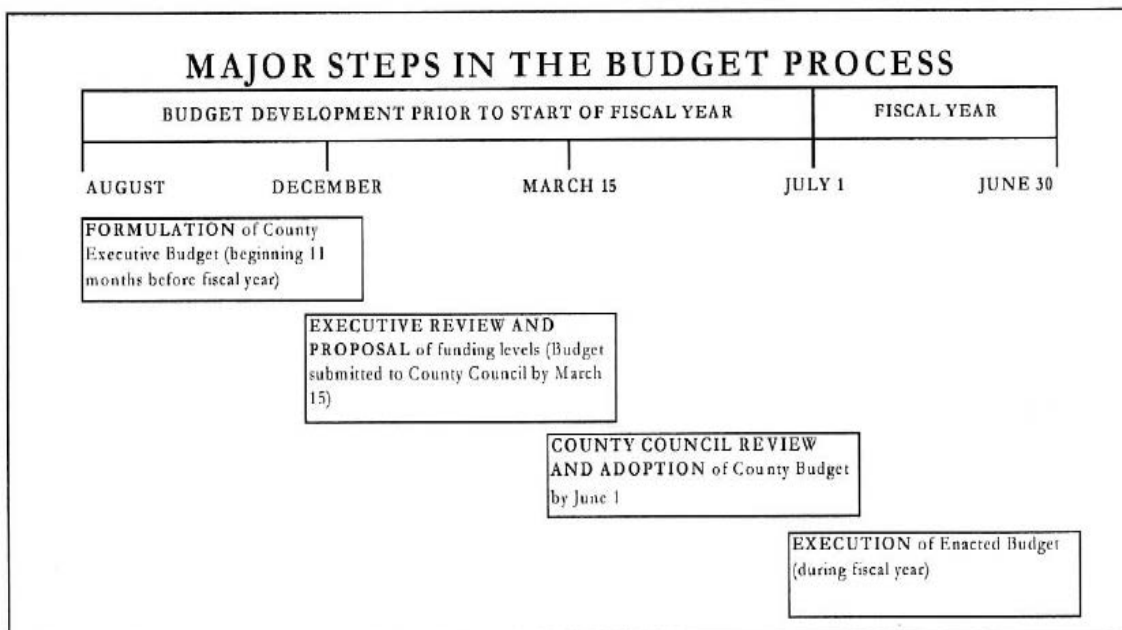 MAJOR STEPS IN THE BUDGET PROCESS
BUDGET DEVELOPMENT PRIOR TO START OF FISCAL YEAR
FISCAL YEAR
AUGUST
DECEMBER
MARCH 15
JULY 1
JUNE 30
FORMULATION of County
Executive Budget (beginning 11
months before fiscal year)
EXECUTIVE REVIEW AND
PROPOSAL of funding levels (Budget
submitted to County Council by March
15)
COUNTY COUNCIL REVIEW
AND ADOPTION of County Budget
by June 1
EXECUTION of Enacted Budget
(during fiscal year)